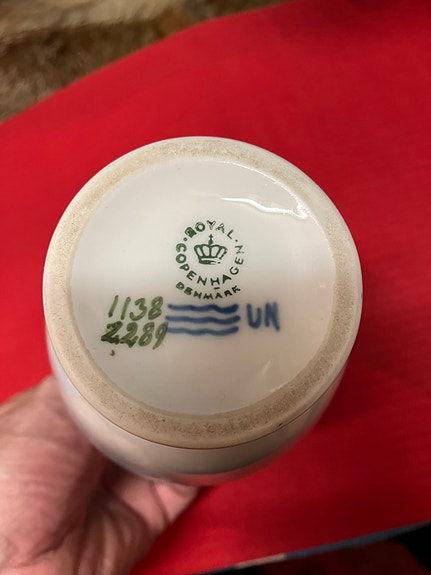 ROYAL
COPENHAGEN
DENMARK
1138
2289
UN